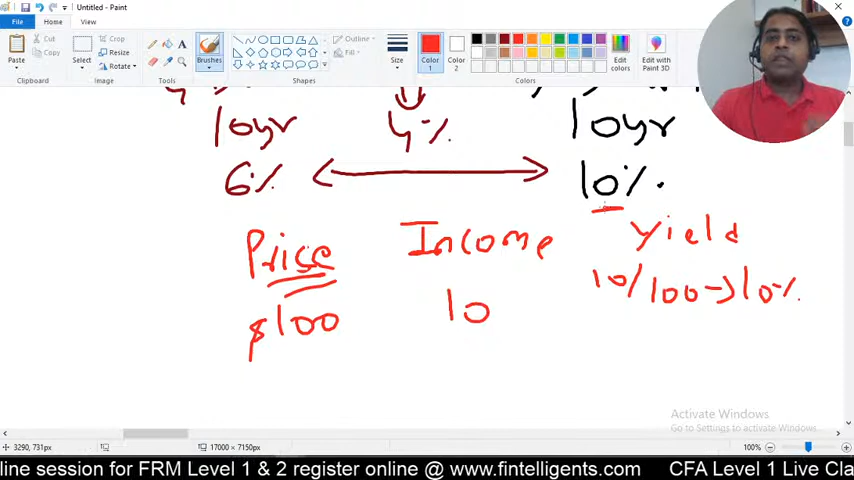 Untitled - Paint
File Home View
Paste
Cut
Copy
Clipboard
Select
Crop
Resize
Rotate
Image
Tools
Brushes
Shapes
Outline
Fill
Size
Color 1
Color 2
Colors
Edit colors
Edit with Paint 3D
10yr 4% 10yr
6% 10%
Price Income Yield
$100 10 10/100→10%
Activate Windows
Go to Settings to activate Windows.
3290, 731px 17000 × 7150px 100%
line session for FRM Level 1 & 2 register online @ www.fintelligents.com CFA Level 1 Live Cla